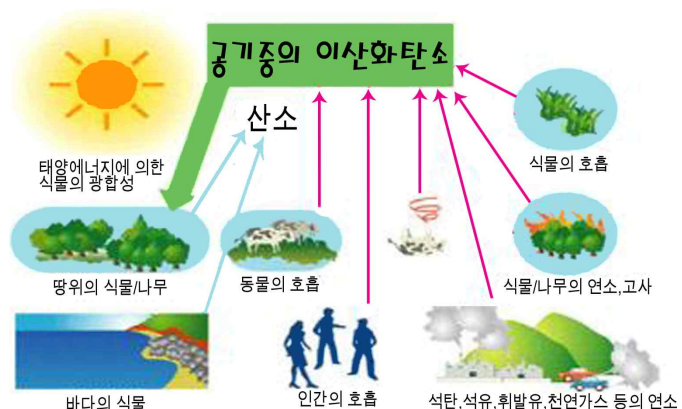 공기중의 이산화탄소
산소
태양에너지에 의한
식물의 광합성
식물의 호흡
땅위의 식물/나무
동물의 호흡
식물/나무의 연소,고사
바다의 식물
인간의 호흡
석탄,석유,휘발유,천연가스 등의 연소